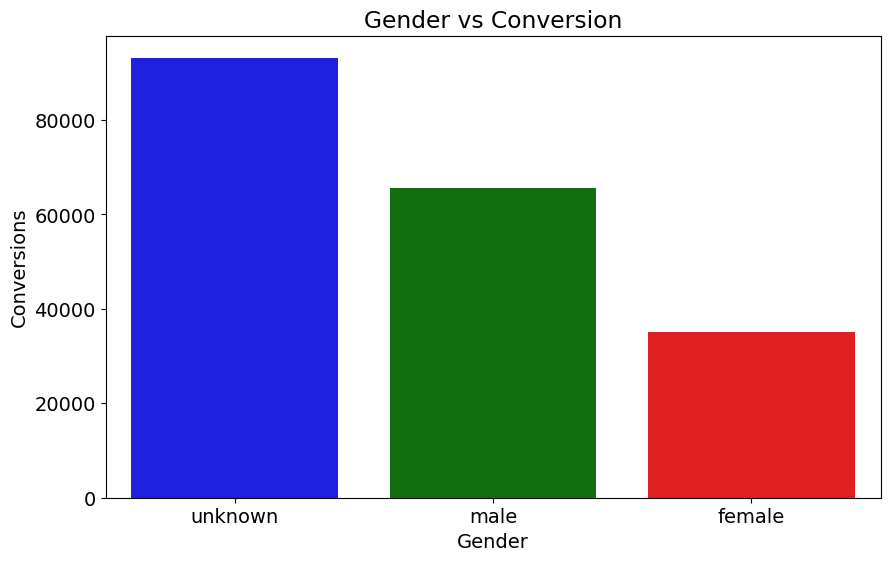 Gender vs Conversion
Conversions
80000
60000
40000
20000
0
unknown male female
Gender